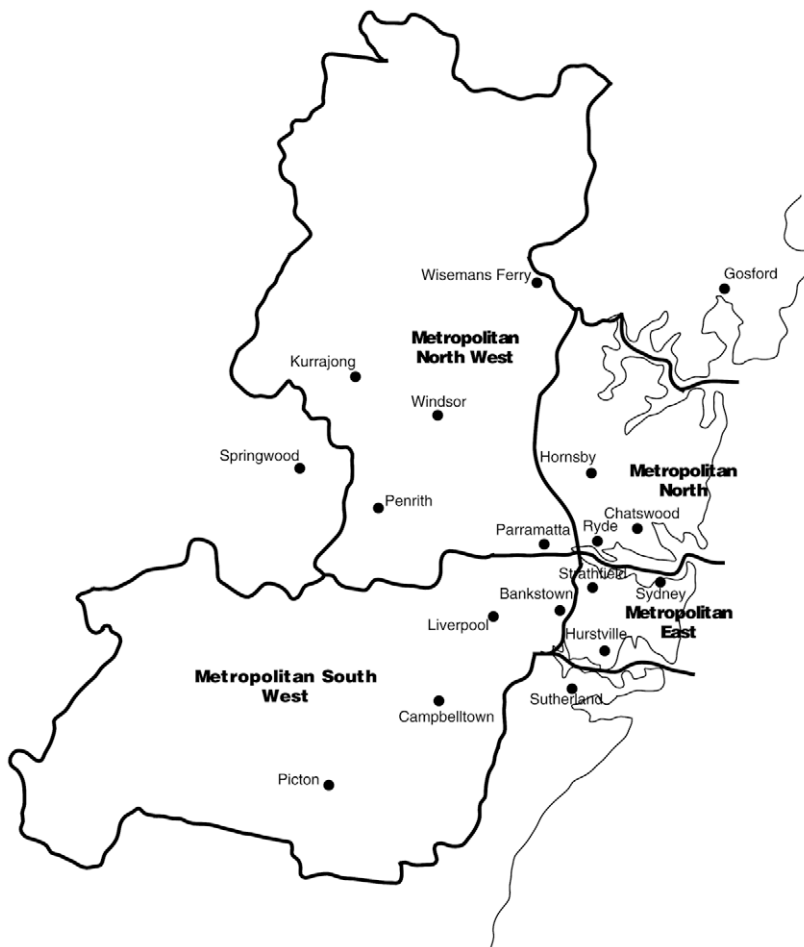 Wisemans Ferry
Gosford
Metropolitan
North West
Kurrajong
Windsor
Springwood
Hornsby
Metropolitan
North
Penrith
Chatswood
Parramatta
Ryde
Strathfield
Sydney
Bankstown
Metropolitan
East
Liverpool
Hurstville
Metropolitan South
West
Sutherland
Campbelltown
Picton